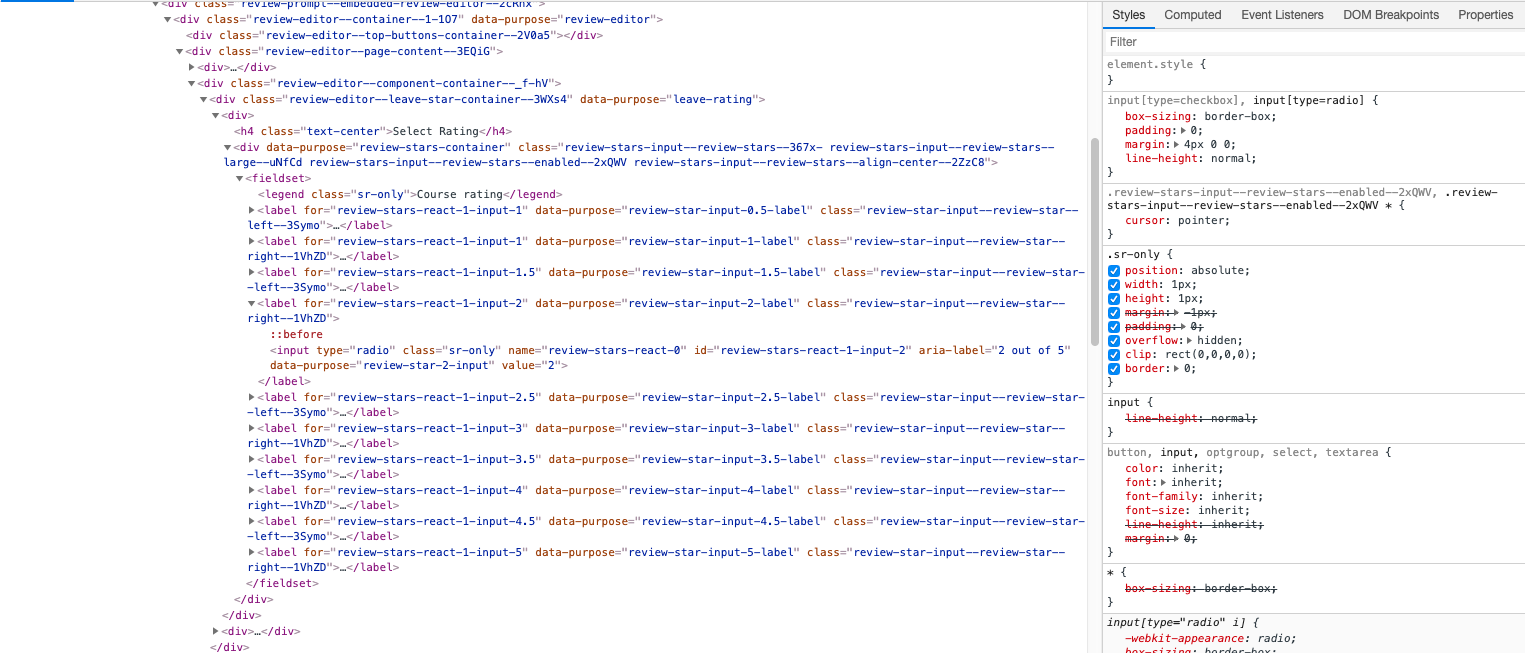 <div class="review-prompt--embedded-review-editor--2cRhx">
<div class="review-editor--container--1-107" data-purpose="review-editor">
<div class="review-editor--top-buttons-container--2V0a5"></div>
<div class="review-editor--page-content--3EQiG">
<div>…</div>
<div class="review-editor--component-container--_f-hV">
<div class="review-editor--leave-star-container--3WXs4" data-purpose="leave-rating">
<div>
<h4 class="text-center">Select Rating</h4>
<div data-purpose="review-stars-container" class="review-stars-input--review-stars--367x- review-stars-input--review-stars--
large--uNfCd review-stars-input--review-stars--enabled--2xQWV review-stars-input--review-stars--align-center--2ZzC8">
<fieldset>
<legend class="sr-only">Course rating</legend>
<label for="review-stars-react-1-input-1" data-purpose="review-star-input-0.5-label" class="review-star-input--review-star--
left--3Symo">…</label>
<label for="review-stars-react-1-input-1" data-purpose="review-star-input-1-label" class="review-star-input--review-star--
right--1VhZD">…</label>
<label for="review-stars-react-1-input-1.5" data-purpose="review-star-input-1.5-label" class="review-star-input--review-star-
-left--3Symo">…</label>
<label for="review-stars-react-1-input-2" data-purpose="review-star-input-2-label" class="review-star-input--review-star--
right--1VhZD">
::before
<input type="radio" class="sr-only" name="review-stars-react-0" id="review-stars-react-1-input-2" aria-label="2 out of 5"
data-purpose="review-star-2-input" value="2">
</label>
<label for="review-stars-react-1-input-2.5" data-purpose="review-star-input-2.5-label" class="review-star-input--review-star-
-left--3Symo">…</label>
<label for="review-stars-react-1-input-3" data-purpose="review-star-input-3-label" class="review-star-input--review-star--
right--1VhZD">…</label>
<label for="review-stars-react-1-input-3.5" data-purpose="review-star-input-3.5-label" class="review-star-input--review-star-
-left--3Symo">…</label>
<label for="review-stars-react-1-input-4" data-purpose="review-star-input-4-label" class="review-star-input--review-star--
right--1VhZD">…</label>
<label for="review-stars-react-1-input-4.5" data-purpose="review-star-input-4.5-label" class="review-star-input--review-star-
-left--3Symo">…</label>
<label for="review-stars-react-1-input-5" data-purpose="review-star-input-5-label" class="review-star-input--review-star--
right--1VhZD">…</label>
</fieldset>
</div>
</div>
<div>…</div>
</div>
Styles Computed Event Listeners DOM Breakpoints Properties
Filter
element.style {
}
input[type=checkbox], input[type=radio] {
box-sizing: border-box;
padding: 0;
margin: 4px 0 0;
line-height: normal;
}
.review-stars-input--review-stars--enabled--2xQWV, .review-
stars-input--review-stars--enabled--2xQWV * {
cursor: pointer;
}
.sr-only {
position: absolute;
width: 1px;
height: 1px;
margin: -1px;
padding: 0;
overflow: hidden;
clip: rect(0,0,0,0);
border: 0;
}
input {
line-height: normal;
}
button, input, optgroup, select, textarea {
color: inherit;
font: inherit;
font-family: inherit;
font-size: inherit;
line-height: inherit;
margin: 0;
}
* {
box-sizing: border-box;
}
input[type="radio" i] {
-webkit-appearance: radio;
box-sizing: border-box;